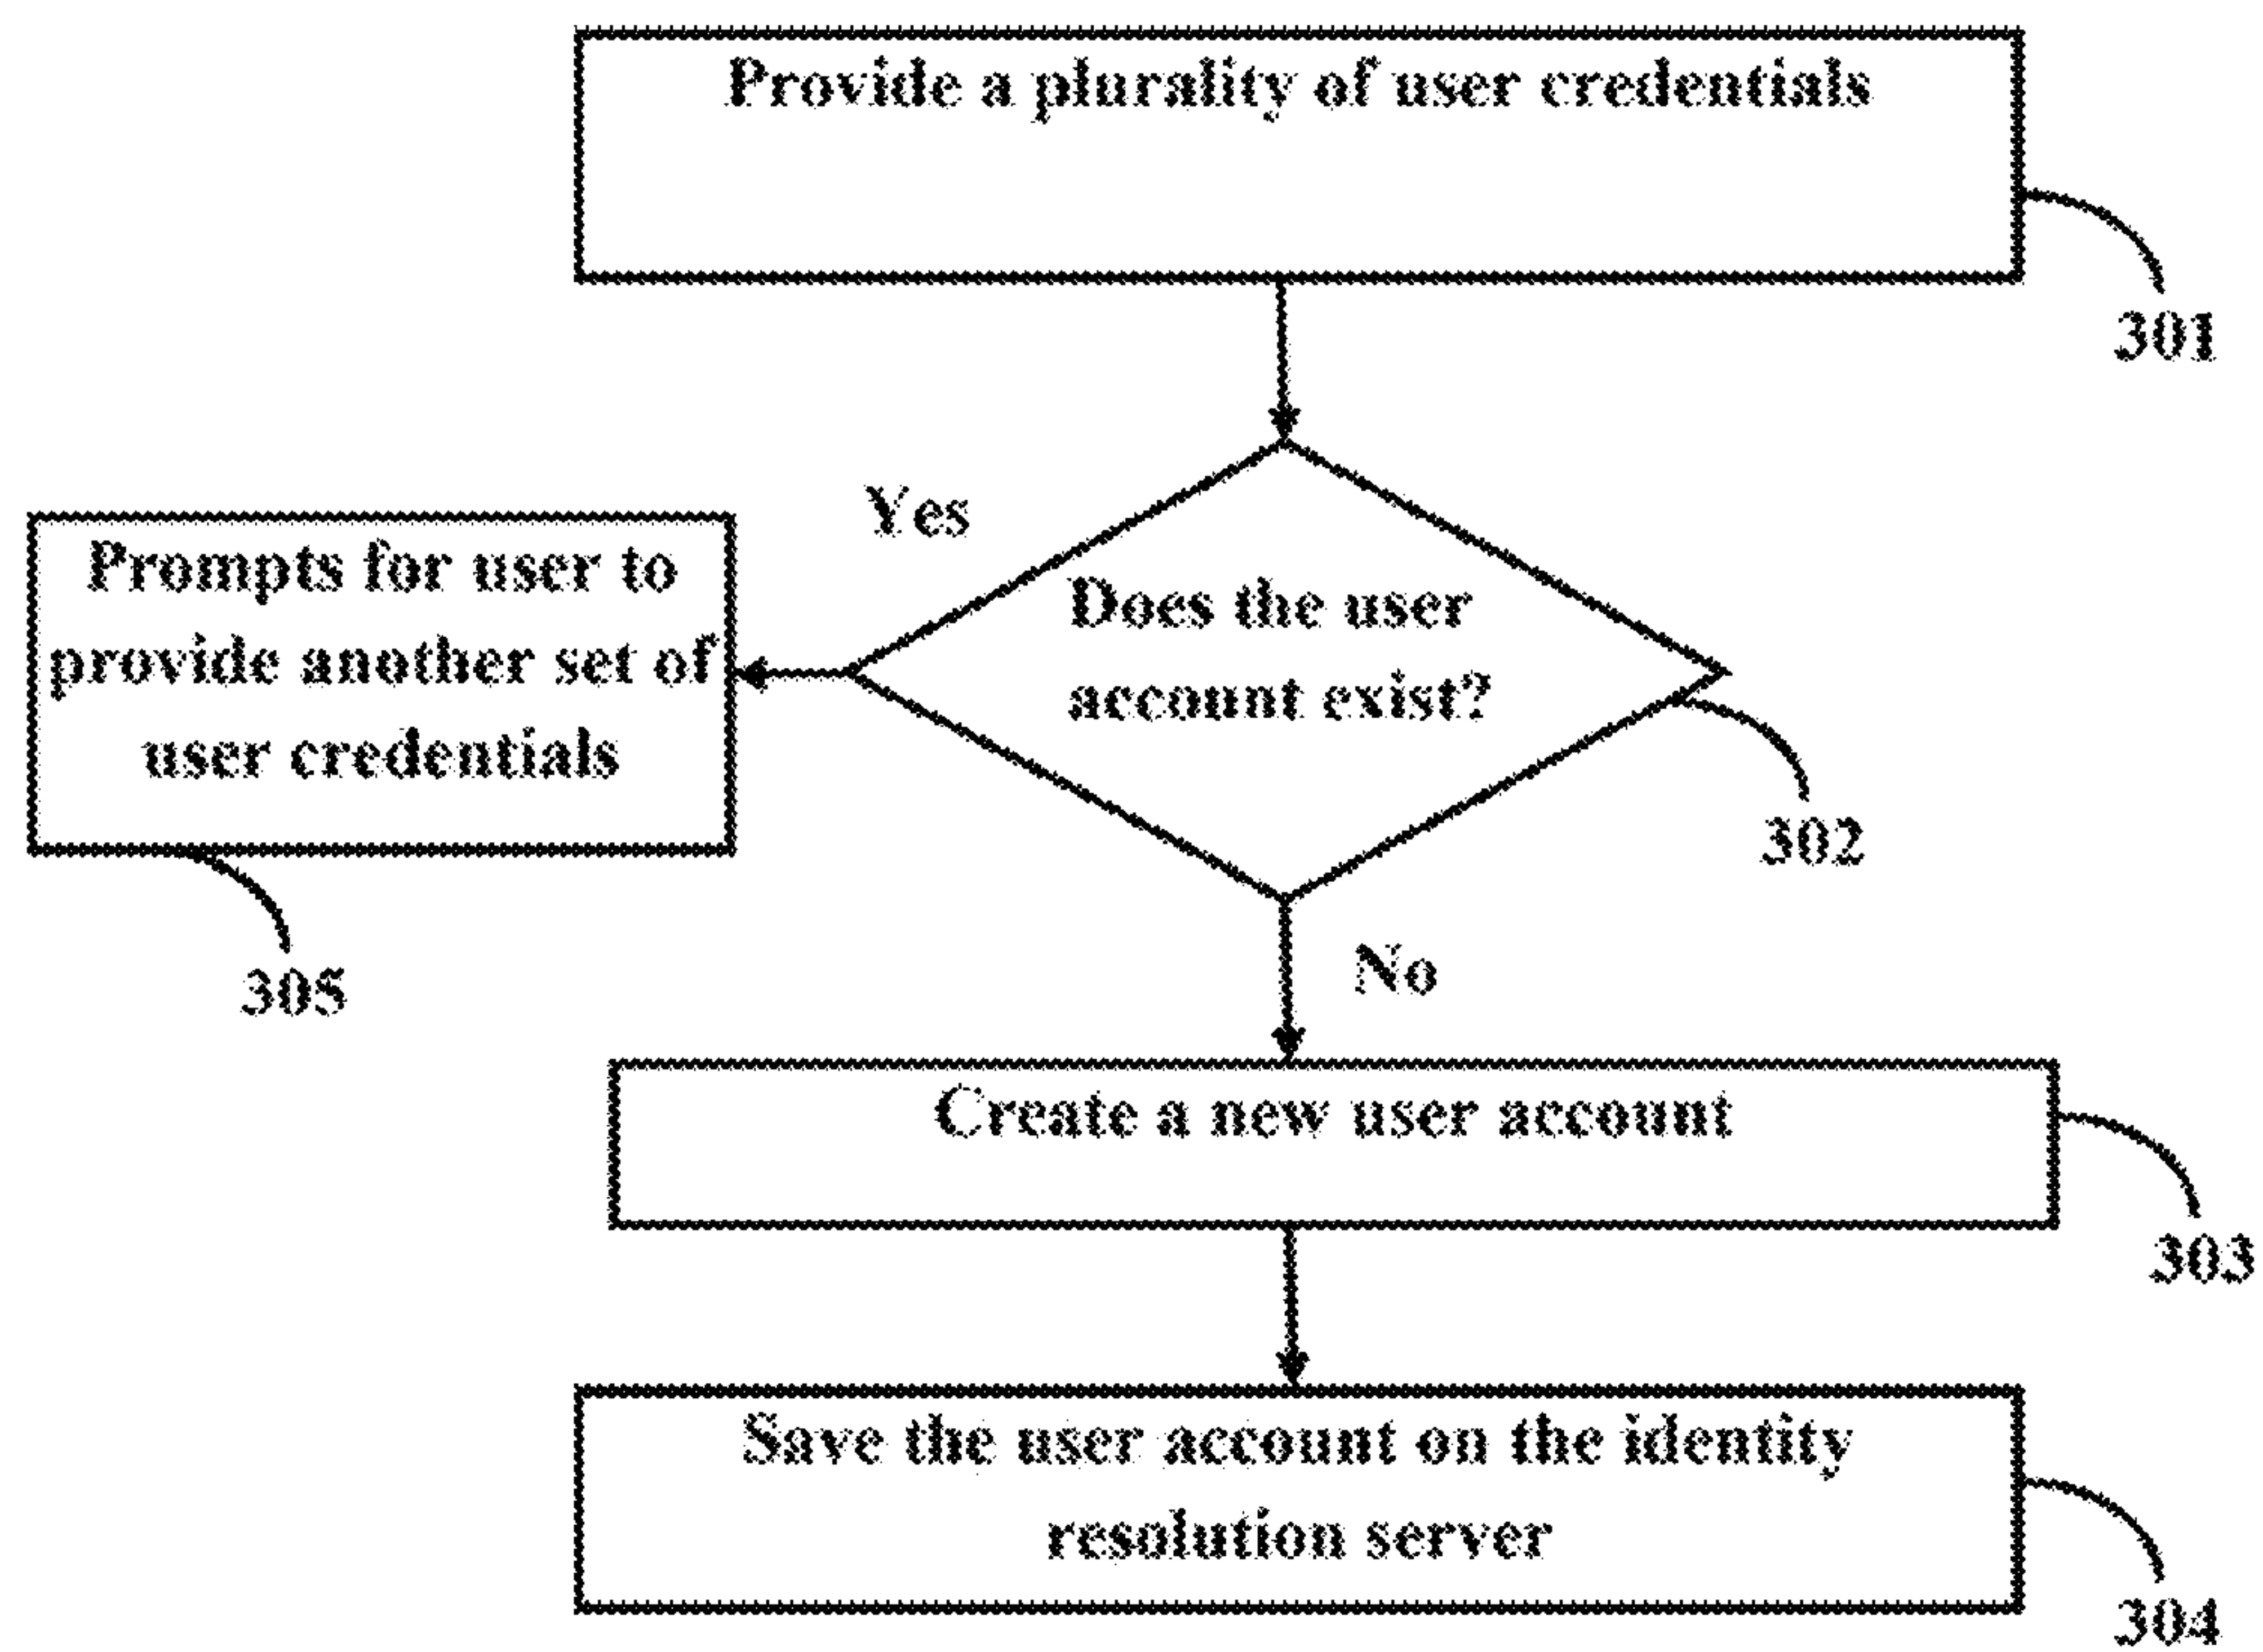 Provide a plurality of user credentials
301
Yes
Prompts for user to
provide another set of
user credentials
305
Does the user
account exist?
302
No
Create a new user account
303
Save the user account on the identity
resolution server
304